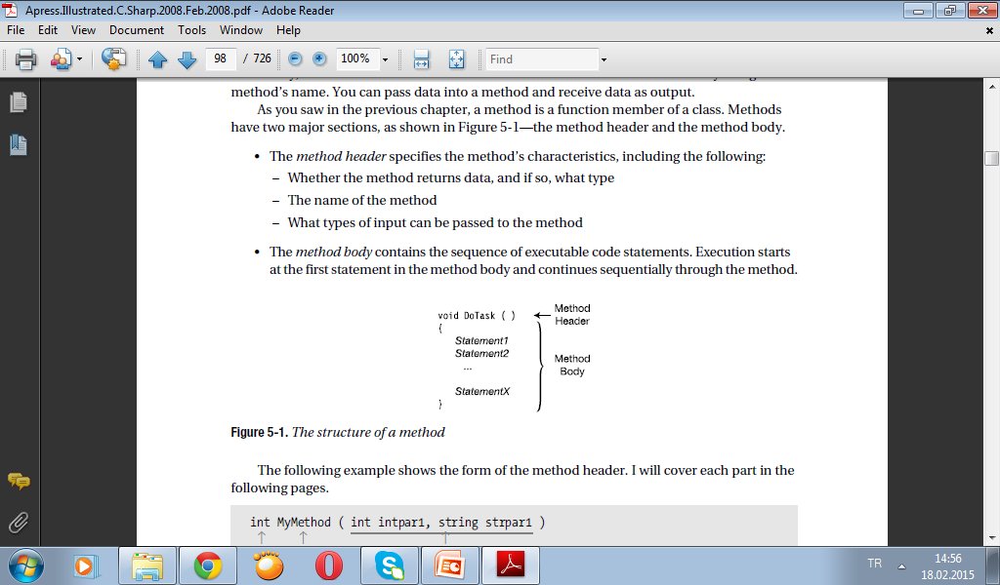 Apress.Illustrated.C.Sharp.2008.Feb.2008.pdf - Adobe Reader
File Edit View Document Tools Window Help
98 / 726 100% Find
method's name. You can pass data into a method and receive data as output.
As you saw in the previous chapter, a method is a function member of a class. Methods
have two major sections, as shown in Figure 5-1—the method header and the method body.
• The method header specifies the method's characteristics, including the following:
– Whether the method returns data, and if so, what type
– The name of the method
– What types of input can be passed to the method
• The method body contains the sequence of executable code statements. Execution starts
at the first statement in the method body and continues sequentially through the method.
void DoTask ( )
{
Statement1
Statement2
...
StatementX
}
Method
Header
Method
Body
Figure 5-1. The structure of a method
The following example shows the form of the method header. I will cover each part in the
following pages.
int MyMethod ( int intpar1, string strpar1 )
TR
14:56
18.02.2015